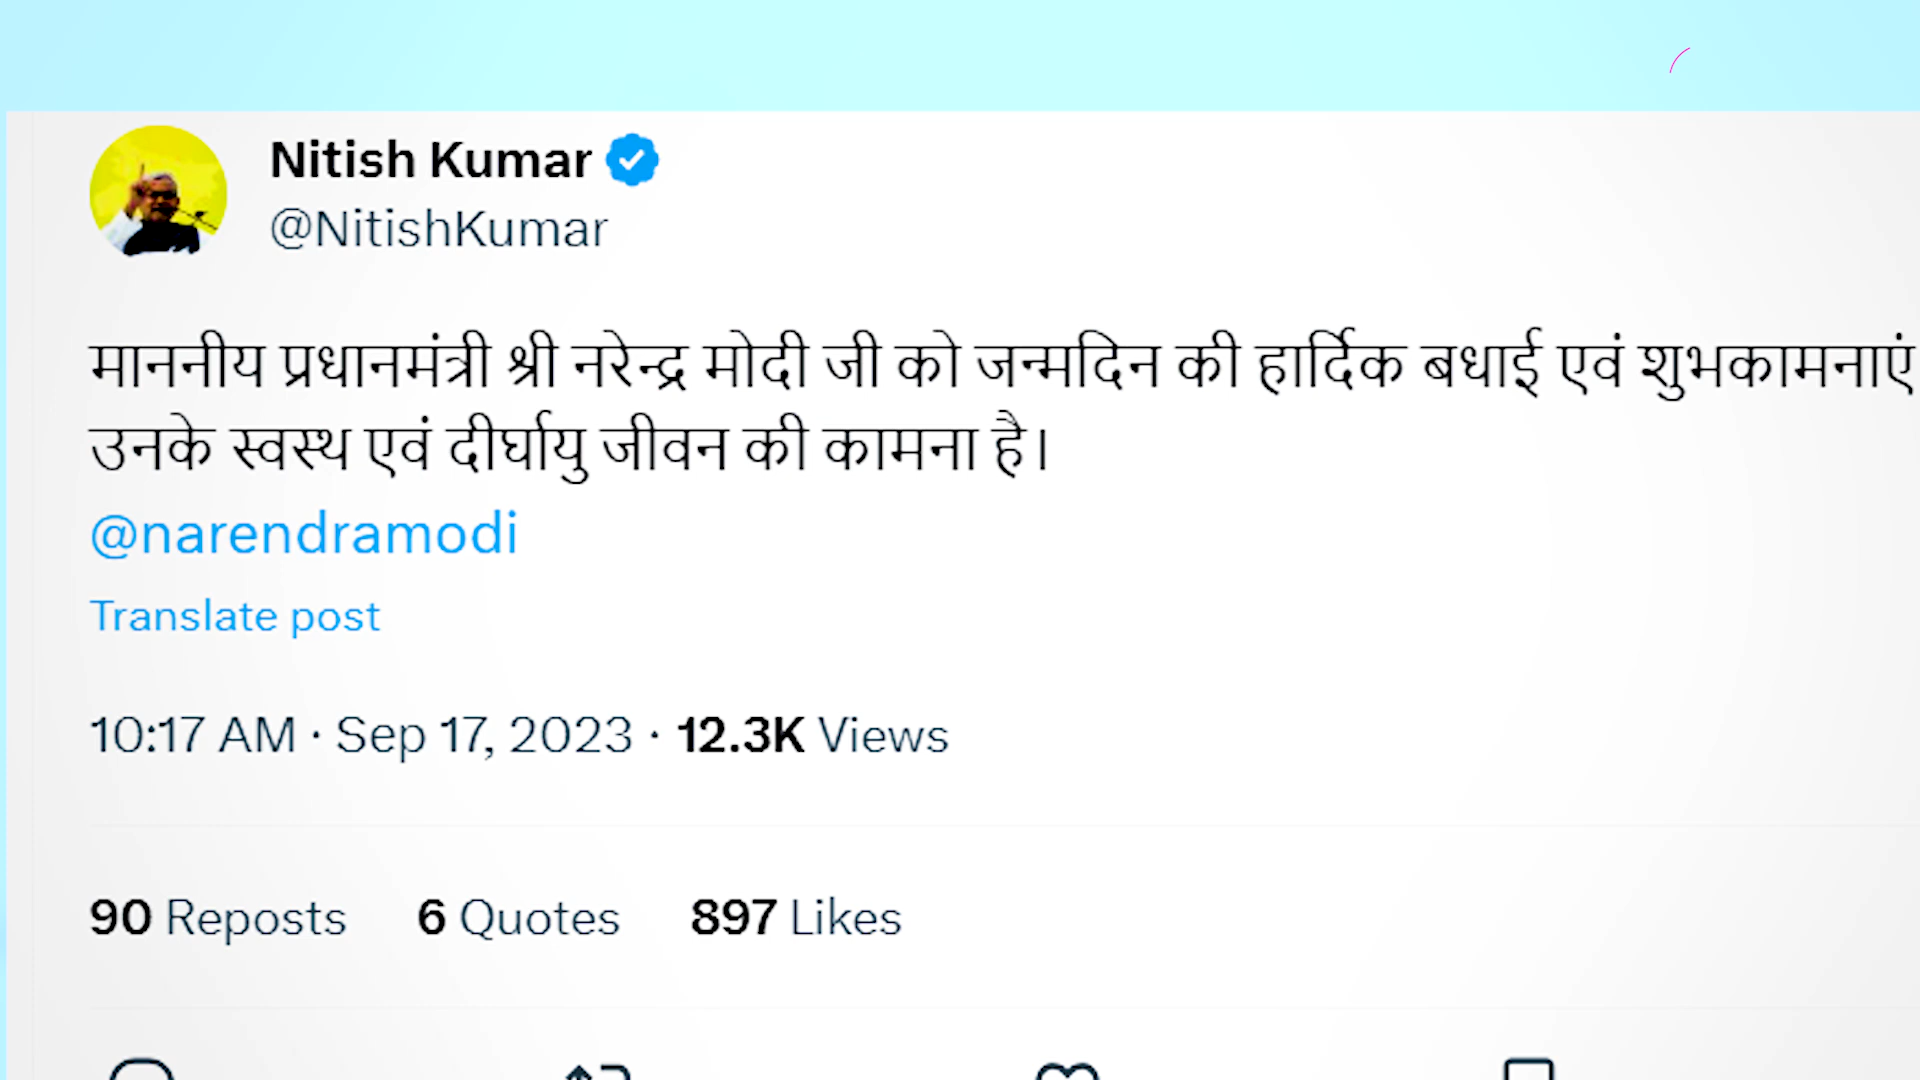 Nitish Kumar
@NitishKumar
माननीय प्रधानमंत्री श्री नरेन्द्र मोदी जी को जन्मदिन की हार्दिक बधाई एवं शुभकामनाएं
उनके स्वस्थ एवं दीर्घायु जीवन की कामना है।
@narendramodi
Translate post
10:17 AM · Sep 17, 2023 · 12.3K Views
90 Reposts 6 Quotes 897 Likes